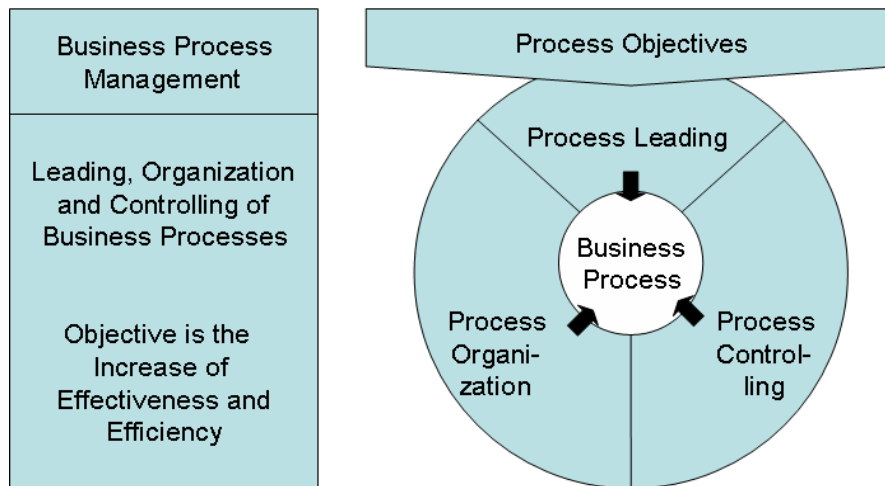 Business Process
Management
Leading, Organization
and Controlling of
Business Processes
Objective is the
Increase of
Effectiveness and
Efficiency
Process Objectives
Process Leading
Business
Process
Process
Organi-
zation
Process
Control-
ling